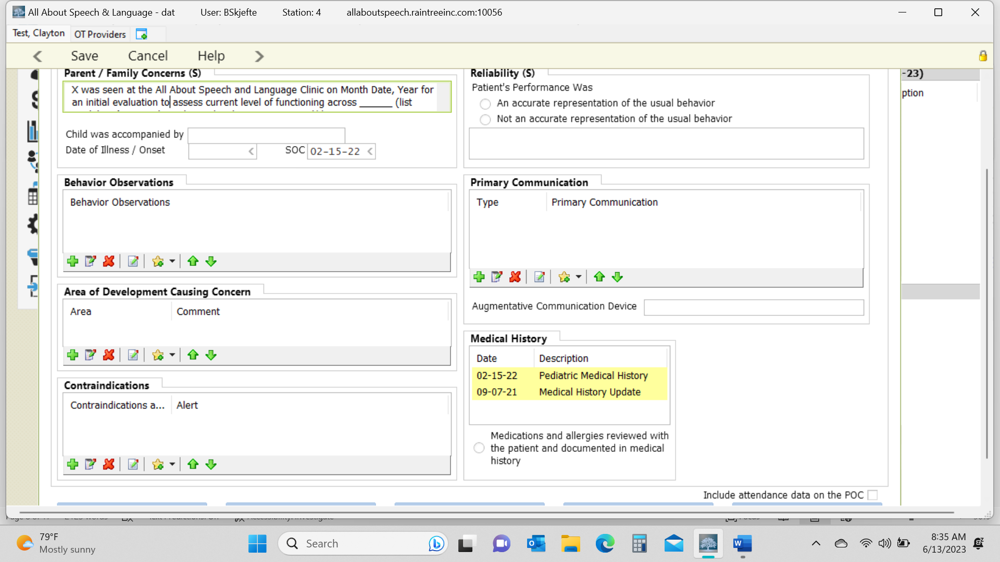 All About Speech & Language - dat User: BSkjefte Station: 4 allaboutspeech.raintreeinc.com:10056
Test, Clayton OT Providers
Save Cancel Help
Parent / Family Concerns (S)
X was seen at the All About Speech and Language Clinic on Month Date, Year for
an initial evaluation to assess current level of functioning across ______ (list
Child was accompanied by
Date of Illness / Onset SOC 02-15-22
Reliability (S)
Patient's Performance Was
An accurate representation of the usual behavior
Not an accurate representation of the usual behavior
-23)
ption
Behavior Observations
Behavior Observations
Primary Communication
Type Primary Communication
Augmentative Communication Device
Area of Development Causing Concern
Area Comment
Contraindications
Contraindications a... Alert
Medical History
Date Description
02-15-22 Pediatric Medical History
09-07-21 Medical History Update
Medications and allergies reviewed with
the patient and documented in medical
history
Include attendance data on the POC
79°F
Mostly sunny
Search
8:35 AM
6/13/2023